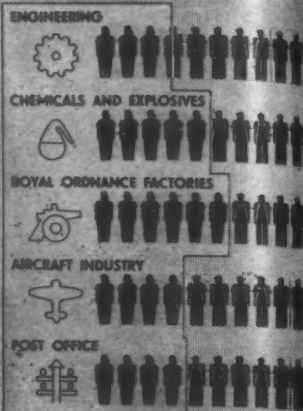 ENGINEERING
CHEMICALS AND EXPLOSIVES
ROYAL ORDNANCE FACTORIES
AIRCRAFT INDUSTRY
POST OFFICE